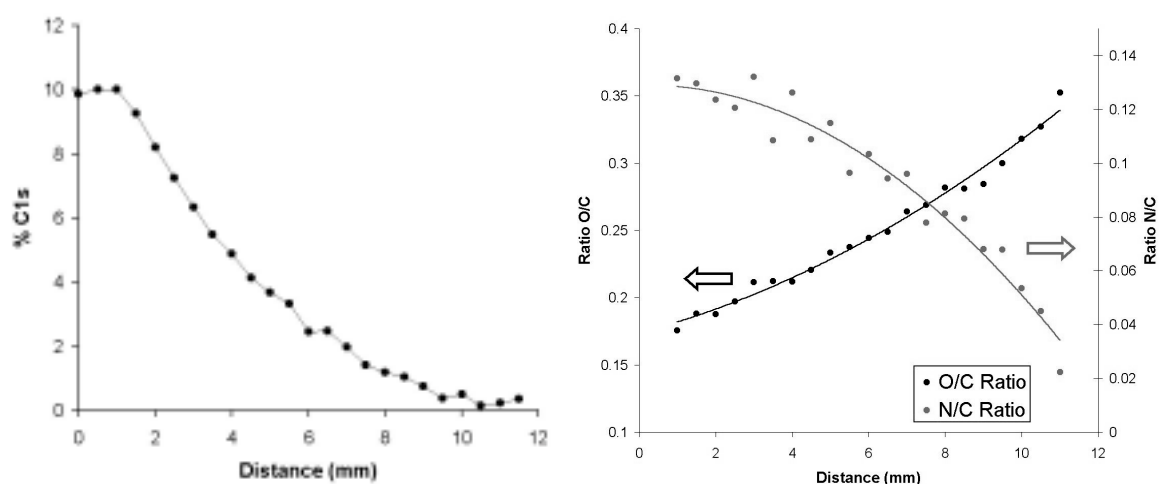 12
10
8
6
4
2
0
% C1s
0 2 4 6 8 10 12
Distance (mm)
0.4
0.35
0.3
0.25
0.2
0.15
0.1
Ratio O/C
0 2 4 6 8 10 12
Distance (mm)
0.14
0.12
0.1
0.08
0.06
0.04
0.02
0
Ratio N/C
O/C Ratio
N/C Ratio